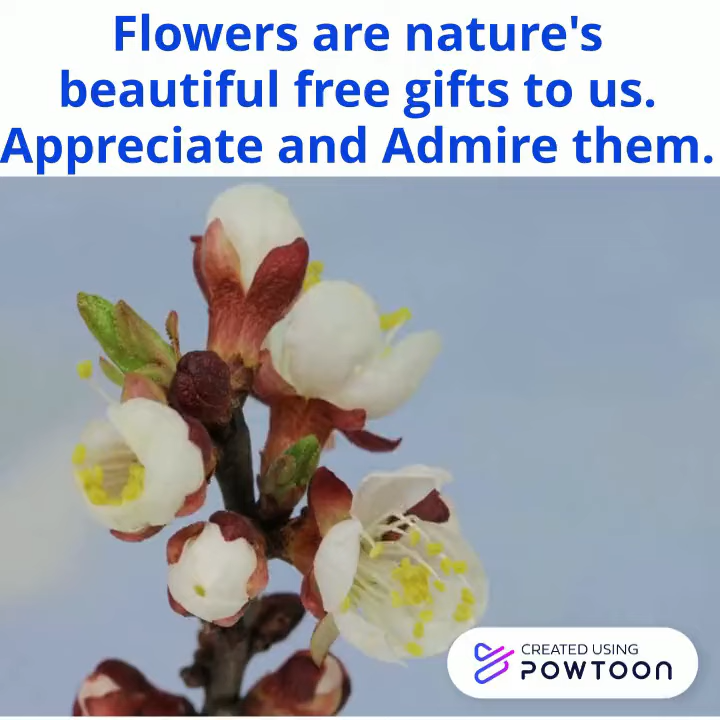 Flowers are nature's
beautiful free gifts to us.
Appreciate and Admire them.
CREATED USING
POWTOON